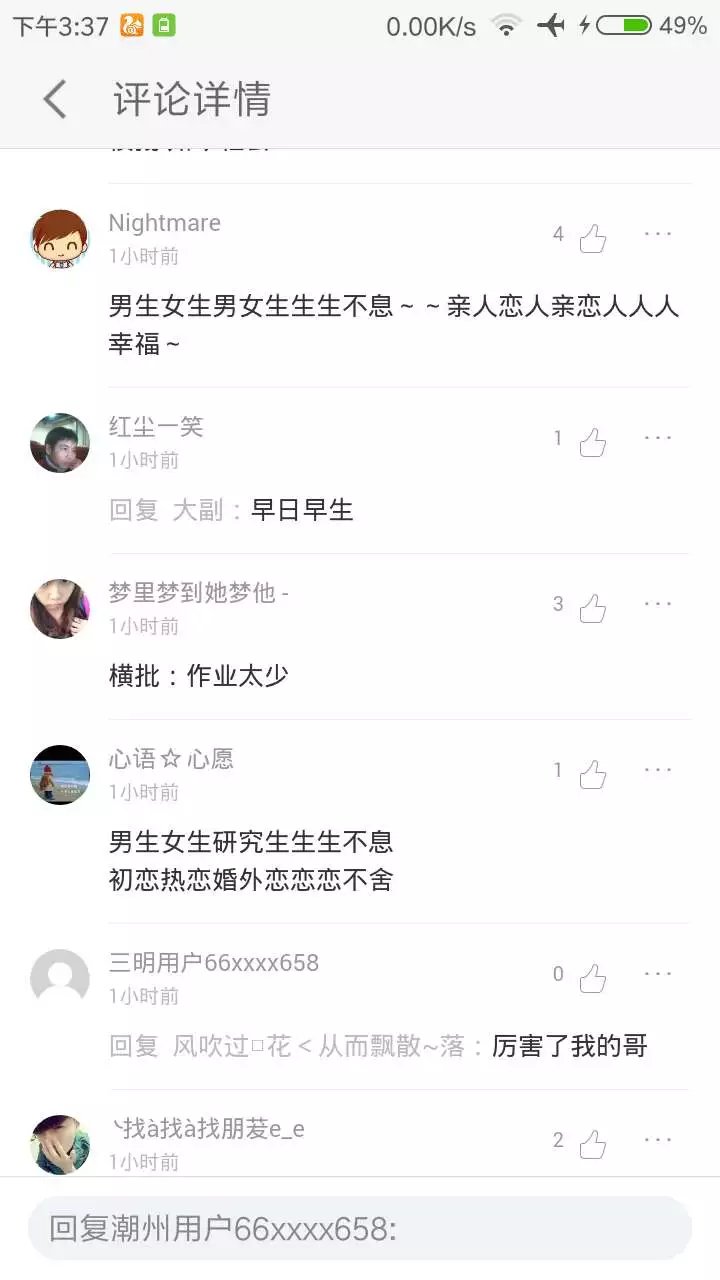 下午3:37 0.00K/s 49%
评论详情
Nightmare
4
1小时前
男生女生男女生生生不息~~亲人恋人亲恋人人人
幸福~
红尘一笑
1
1小时前
回复 大副：早日早生
梦里梦到她梦他-
3
1小时前
横批：作业太少
心语☆心愿
1
1小时前
男生女生研究生生生不息
初恋热恋婚外恋恋恋不舍
三明用户66xxxx658
0
1小时前
回复 风吹过□花<从而飘散~落：厉害了我的哥
找à找à找朋苃e_e
2
1小时前
回复潮州用户66xxxx658: